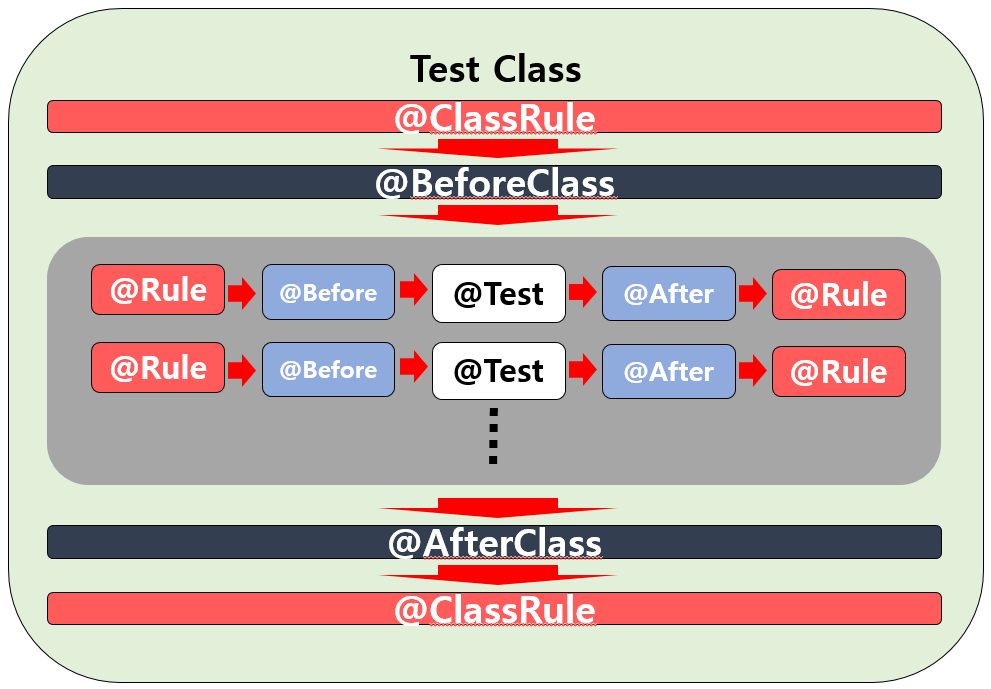 Test Class
@ClassRule
@BeforeClass
@Rule @Before @Test @After @Rule
@Rule @Before @Test @After @Rule
@AfterClass
@ClassRule